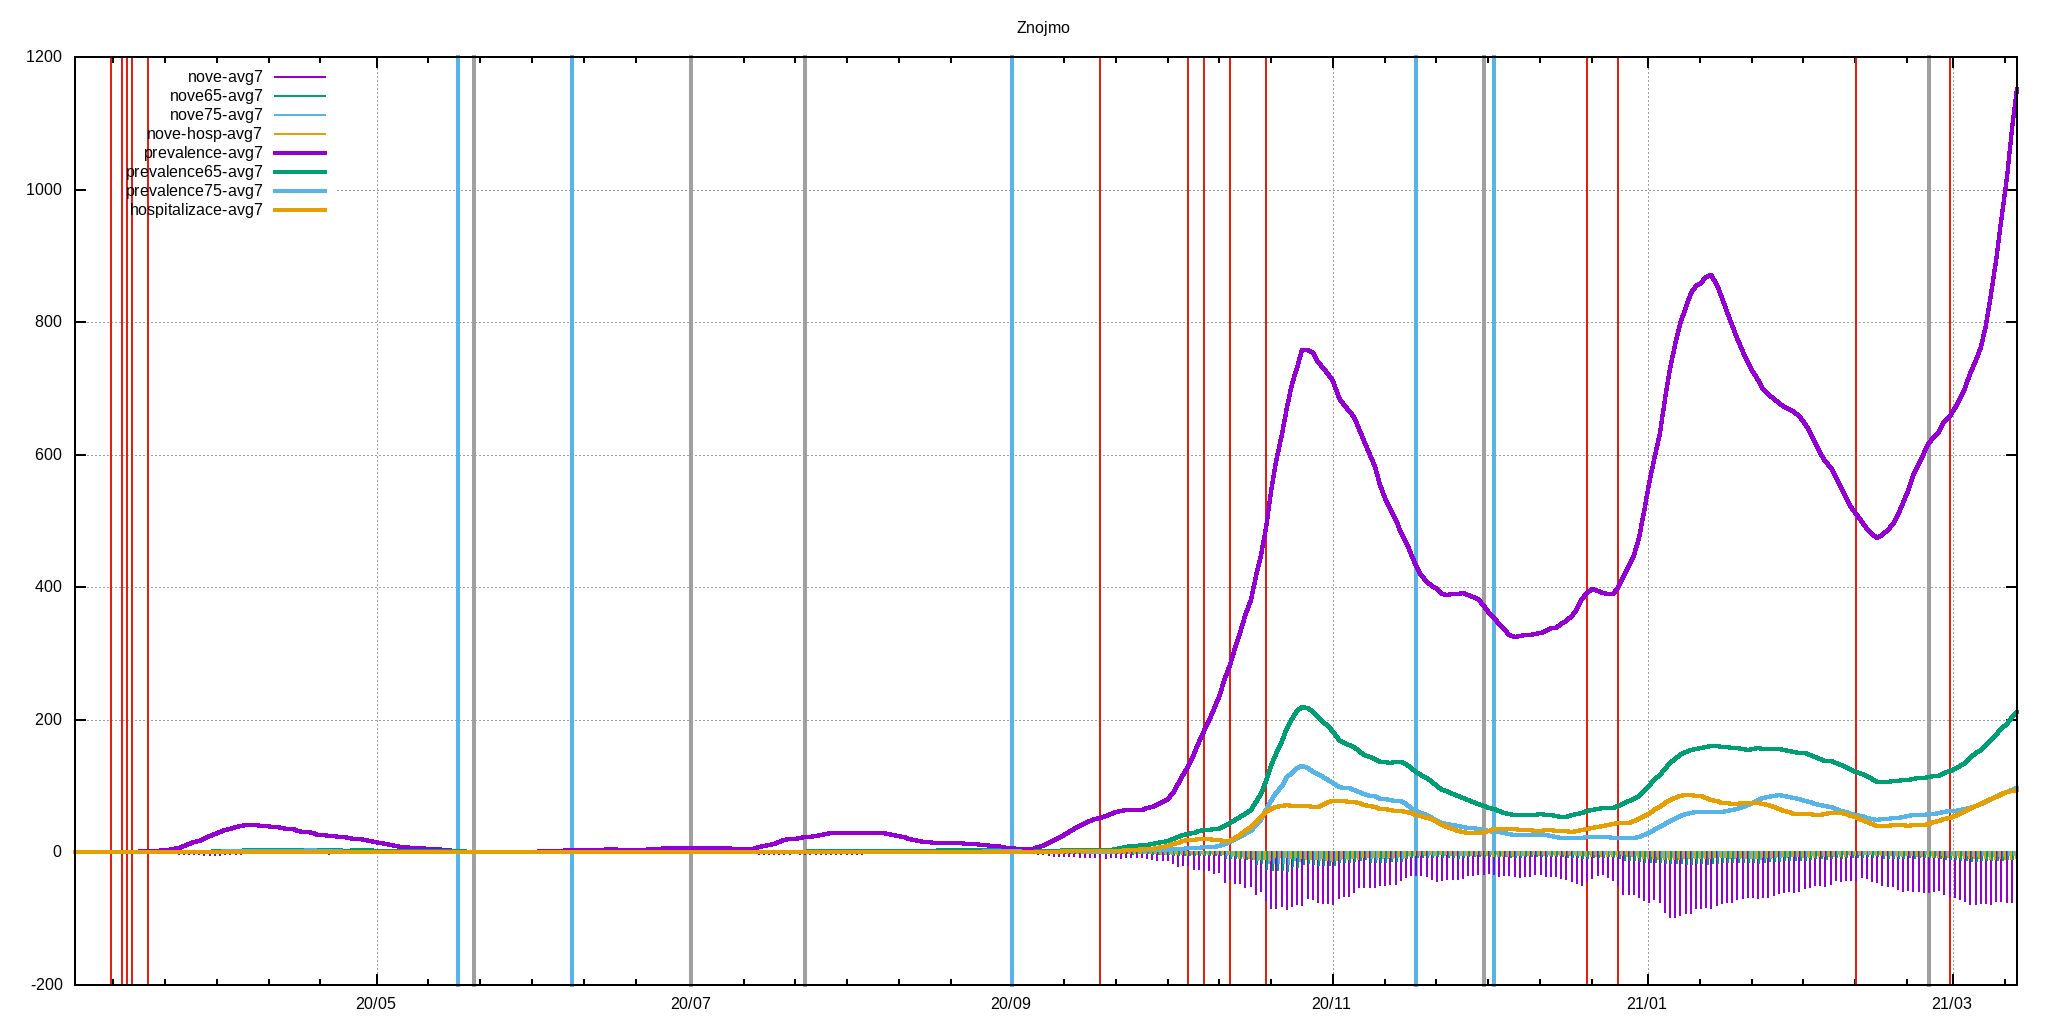 Znojmo
1200
1000
800
600
400
200
0
-200
nove-avg7
nove65-avg7
nove75-avg7
nove-hosp-avg7
prevalence-avg7
prevalence65-avg7
prevalence75-avg7
hospitalizace-avg7
20/05 20/07 20/09 20/11 21/01 21/03